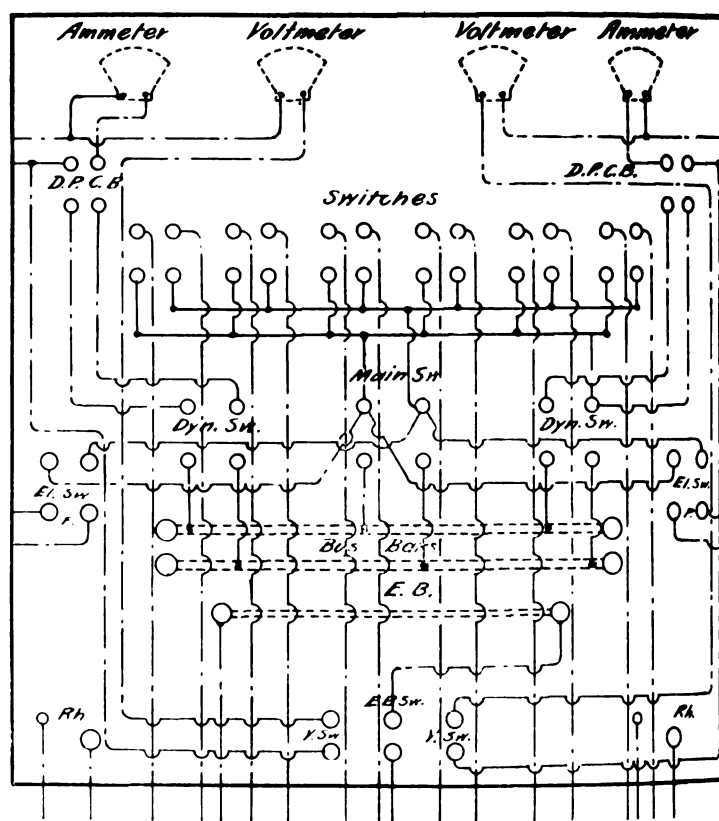 Ammeter Voltmeter Voltmeter Ammeter
D.P.C.B. D.P.C.B.
Switches
Main Sw
Dyn. Sw. Dyn. Sw.
El. Sw El. Sw.
F. F.
Bus Bars
E. B.
Rh E B Sw. Rh.
V. Sw V. Sw.